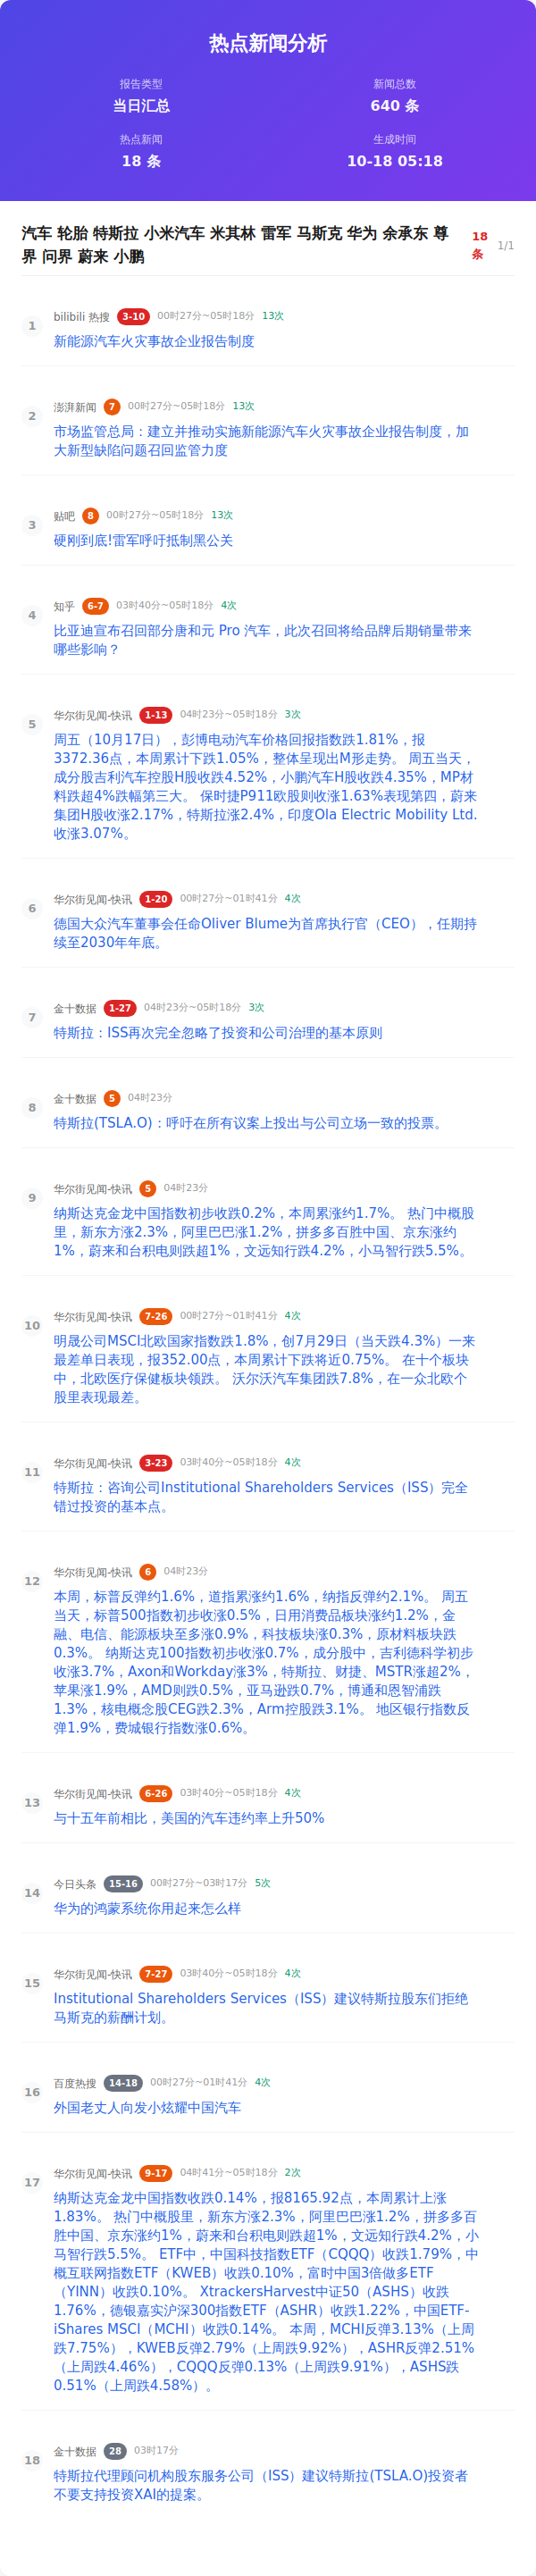 热点新闻分析
报告类型
新闻总数
当日汇总
640 条
热点新闻
生成时间
18 条
10-18 05:18
汽车 轮胎 特斯拉 小米汽车 米其林 雷军 马斯克 华为 余承东 尊
界 问界 蔚来 小鹏
18
条
1/1
1
bilibili 热搜 3-10 00时27分~05时18分 13次
新能源汽车火灾事故企业报告制度
2
澎湃新闻 7 00时27分~05时18分 13次
市场监管总局：建立并推动实施新能源汽车火灾事故企业报告制度，加
大新型缺陷问题召回监管力度
3
贴吧 8 00时27分~05时18分 13次
硬刚到底!雷军呼吁抵制黑公关
4
知乎 6-7 03时40分~05时18分 4次
比亚迪宣布召回部分唐和元 Pro 汽车，此次召回将给品牌后期销量带来
哪些影响？
5
华尔街见闻-快讯 1-13 04时23分~05时18分 3次
周五（10月17日），彭博电动汽车价格回报指数跌1.81%，报
3372.36点，本周累计下跌1.05%，整体呈现出M形走势。 周五当天，
成分股吉利汽车控股H股收跌4.52%，小鹏汽车H股收跌4.35%，MP材
料跌超4%跌幅第三大。 保时捷P911欧股则收涨1.63%表现第四，蔚来
集团H股收涨2.17%，特斯拉涨2.4%，印度Ola Electric Mobility Ltd.
收涨3.07%。
6
华尔街见闻-快讯 1-20 00时27分~01时41分 4次
德国大众汽车董事会任命Oliver Blume为首席执行官（CEO），任期持
续至2030年年底。
7
金十数据 1-27 04时23分~05时18分 3次
特斯拉：ISS再次完全忽略了投资和公司治理的基本原则
8
金十数据 5 04时23分
特斯拉(TSLA.O)：呼吁在所有议案上投出与公司立场一致的投票。
9
华尔街见闻-快讯 5 04时23分
纳斯达克金龙中国指数初步收跌0.2%，本周累涨约1.7%。 热门中概股
里，新东方涨2.3%，阿里巴巴涨1.2%，拼多多百胜中国、京东涨约
1%，蔚来和台积电则跌超1%，文远知行跌4.2%，小马智行跌5.5%。
10
华尔街见闻-快讯 7-26 00时27分~01时41分 4次
明晟公司MSCI北欧国家指数跌1.8%，创7月29日（当天跌4.3%）一来
最差单日表现，报352.00点，本周累计下跌将近0.75%。 在十个板块
中，北欧医疗保健板块领跌。 沃尔沃汽车集团跌7.8%，在一众北欧个
股里表现最差。
11
华尔街见闻-快讯 3-23 03时40分~05时18分 4次
特斯拉：咨询公司Institutional Shareholders Services（ISS）完全
错过投资的基本点。
12
华尔街见闻-快讯 6 04时23分
本周，标普反弹约1.6%，道指累涨约1.6%，纳指反弹约2.1%。 周五
当天，标普500指数初步收涨0.5%，日用消费品板块涨约1.2%，金
融、电信、能源板块至多涨0.9%，科技板块涨0.3%，原材料板块跌
0.3%。 纳斯达克100指数初步收涨0.7%，成分股中，吉利德科学初步
收涨3.7%，Axon和Workday涨3%，特斯拉、财捷、MSTR涨超2%，
苹果涨1.9%，AMD则跌0.5%，亚马逊跌0.7%，博通和恩智浦跌
1.3%，核电概念股CEG跌2.3%，Arm控股跌3.1%。 地区银行指数反
弹1.9%，费城银行指数涨0.6%。
13
华尔街见闻-快讯 6-26 03时40分~05时18分 4次
与十五年前相比，美国的汽车违约率上升50%
14
今日头条 15-16 00时27分~03时17分 5次
华为的鸿蒙系统你用起来怎么样
15
华尔街见闻-快讯 7-27 03时40分~05时18分 4次
Institutional Shareholders Services（ISS）建议特斯拉股东们拒绝
马斯克的薪酬计划。
16
百度热搜 14-18 00时27分~01时41分 4次
外国老丈人向发小炫耀中国汽车
17
华尔街见闻-快讯 9-17 04时41分~05时18分 2次
纳斯达克金龙中国指数收跌0.14%，报8165.92点，本周累计上涨
1.83%。 热门中概股里，新东方涨2.3%，阿里巴巴涨1.2%，拼多多百
胜中国、京东涨约1%，蔚来和台积电则跌超1%，文远知行跌4.2%，小
马智行跌5.5%。 ETF中，中国科技指数ETF（CQQQ）收跌1.79%，中
概互联网指数ETF（KWEB）收跌0.10%，富时中国3倍做多ETF
（YINN）收跌0.10%。 XtrackersHarvest中证50（ASHS）收跌
1.76%，德银嘉实沪深300指数ETF（ASHR）收跌1.22%，中国ETF-
iShares MSCI（MCHI）收跌0.14%。 本周，MCHI反弹3.13%（上周
跌7.75%），KWEB反弹2.79%（上周跌9.92%），ASHR反弹2.51%
（上周跌4.46%），CQQQ反弹0.13%（上周跌9.91%），ASHS跌
0.51%（上周跌4.58%）。
18
金十数据 28 03时17分
特斯拉代理顾问机构股东服务公司（ISS）建议特斯拉(TSLA.O)投资者
不要支持投资XAI的提案。